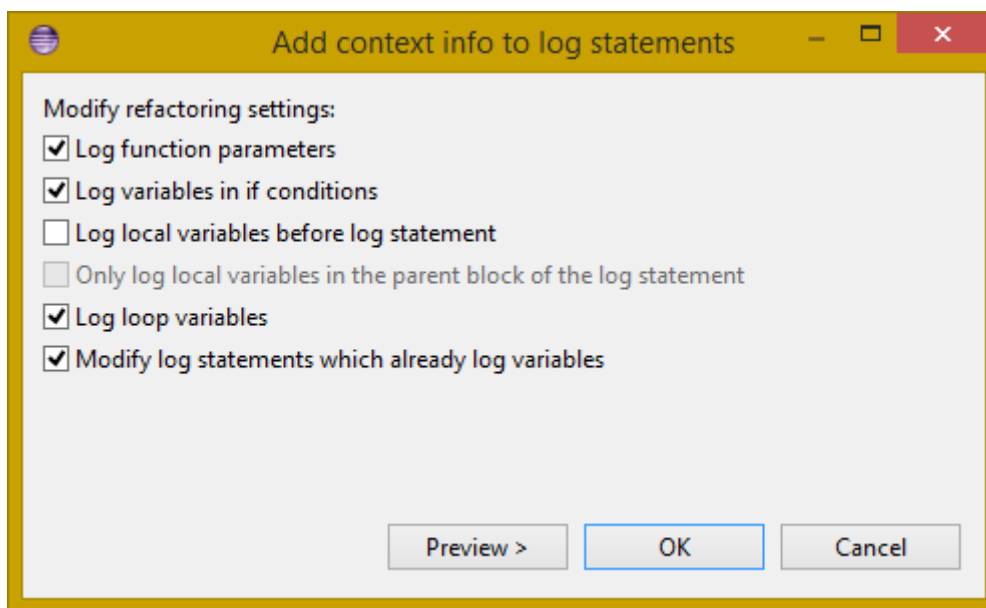 Add context info to log statements
Modify refactoring settings:
Log function parameters
Log variables in if conditions
Log local variables before log statement
Only log local variables in the parent block of the log statement
Log loop variables
Modify log statements which already log variables
Preview > OK Cancel